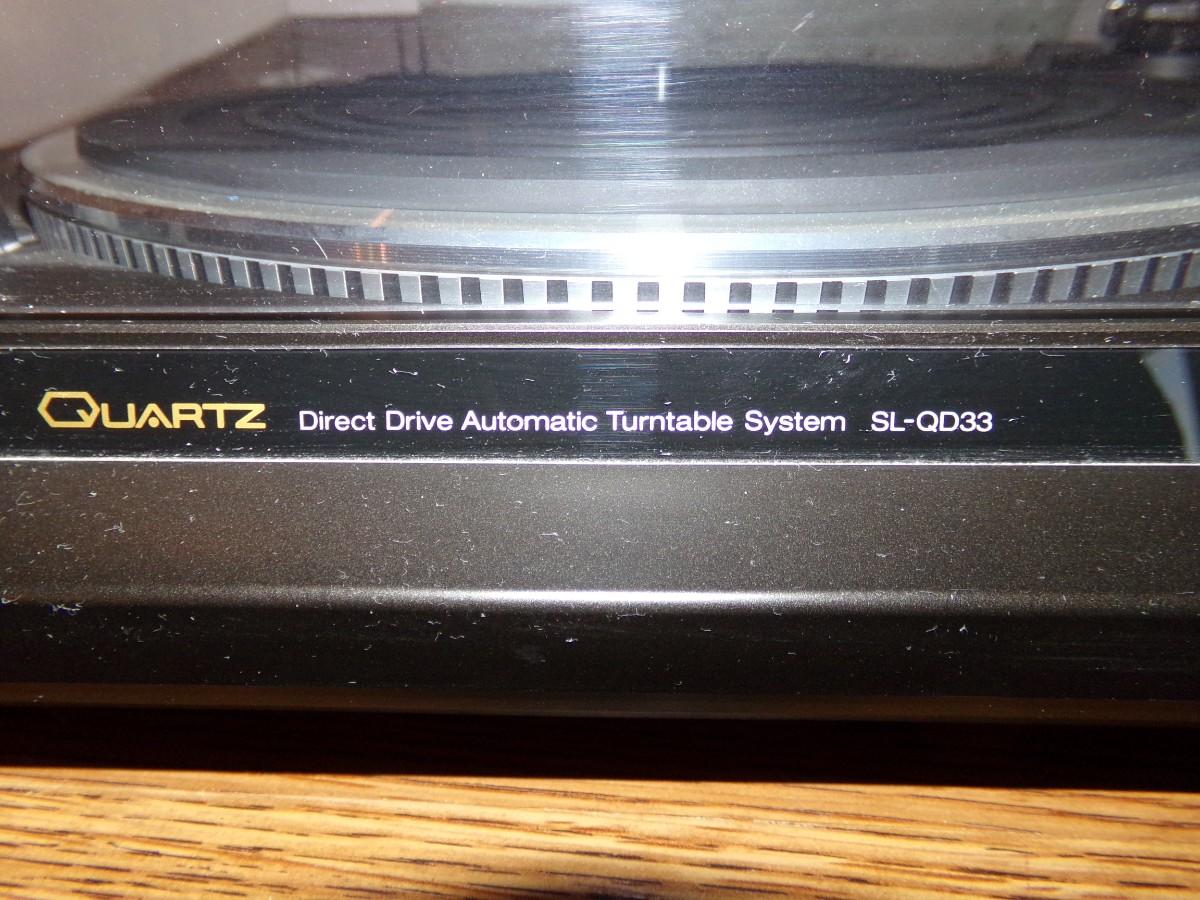 QUARTZ Direct Drive Automatic Turntable System SL-QD33